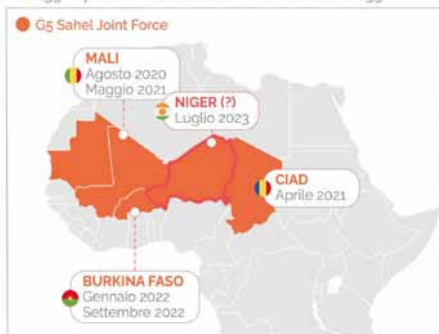 G5 Sahel Joint Force
MALI
Agosto 2020
Maggio 2021
NIGER (?)
Luglio 2023
CIAD
Aprile 2021
BURKINA FASO
Gennaio 2022
Settembre 2022